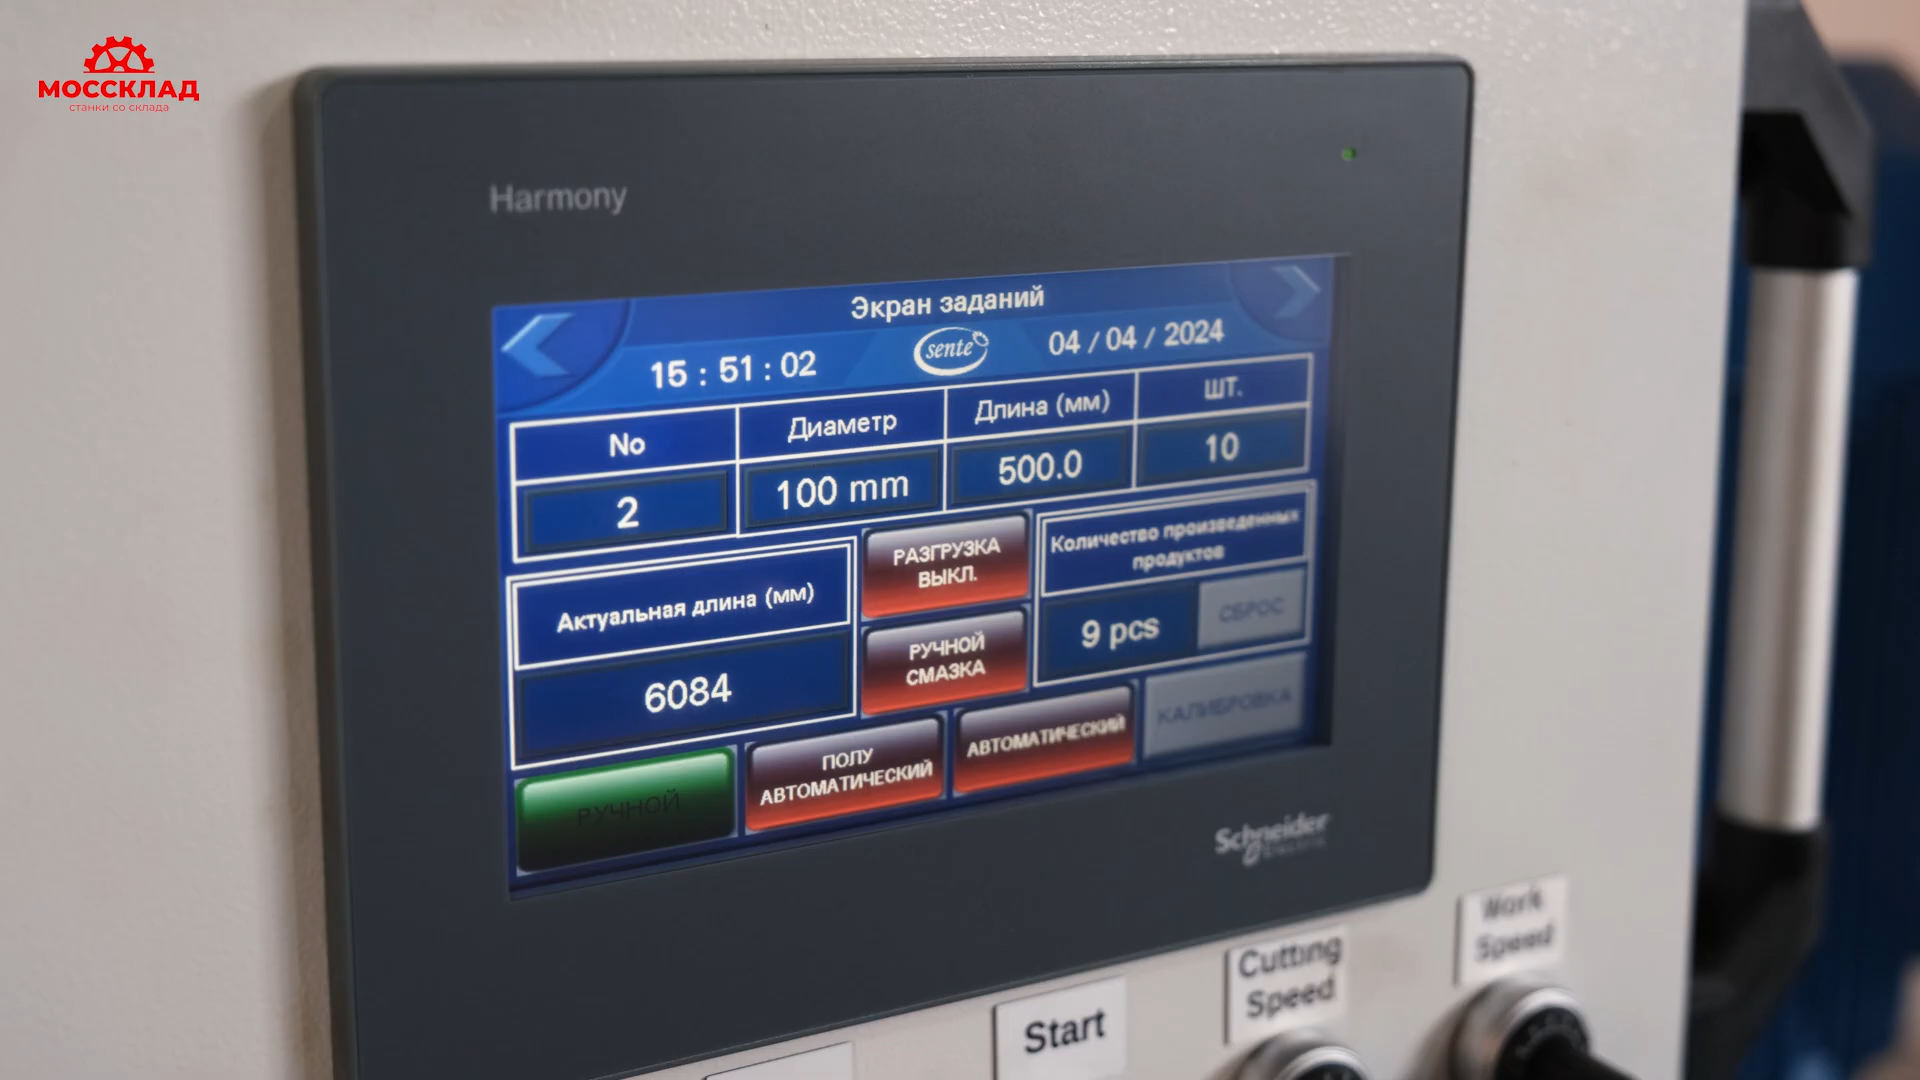 МОССКЛАД
станки со склада
Harmony
Экран заданий
15 : 51 : 02
sente
04 / 04 / 2024
No
Диаметр
Длина (мм)
ШТ.
2
100 mm
500.0
10
Актуальная длина (мм)
6084
РАЗГРУЗКА
ВЫКЛ.
РУЧНОЙ
СМАЗКА
Количество произведенных
продуктов
9 pcs
СБРОС
РУЧНОЙ
ПОЛУ
АВТОМАТИЧЕСКИЙ
АВТОМАТИЧЕСКИЙ
КАЛИБРОВКА
Schneider
Electric
Start
Cutting
Speed
Work
Speed